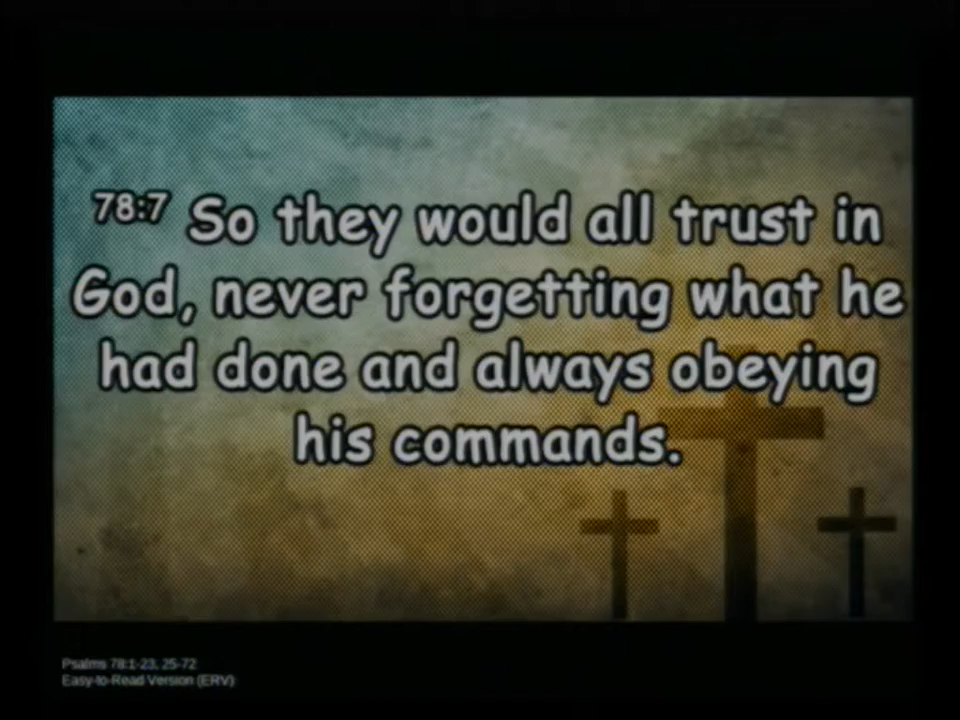 78:7 So they would all trust in
God, never forgetting what he
had done and always obeying
his commands.
Psalms 78:1-23, 25-72
Easy-to-Read Version (ERV)